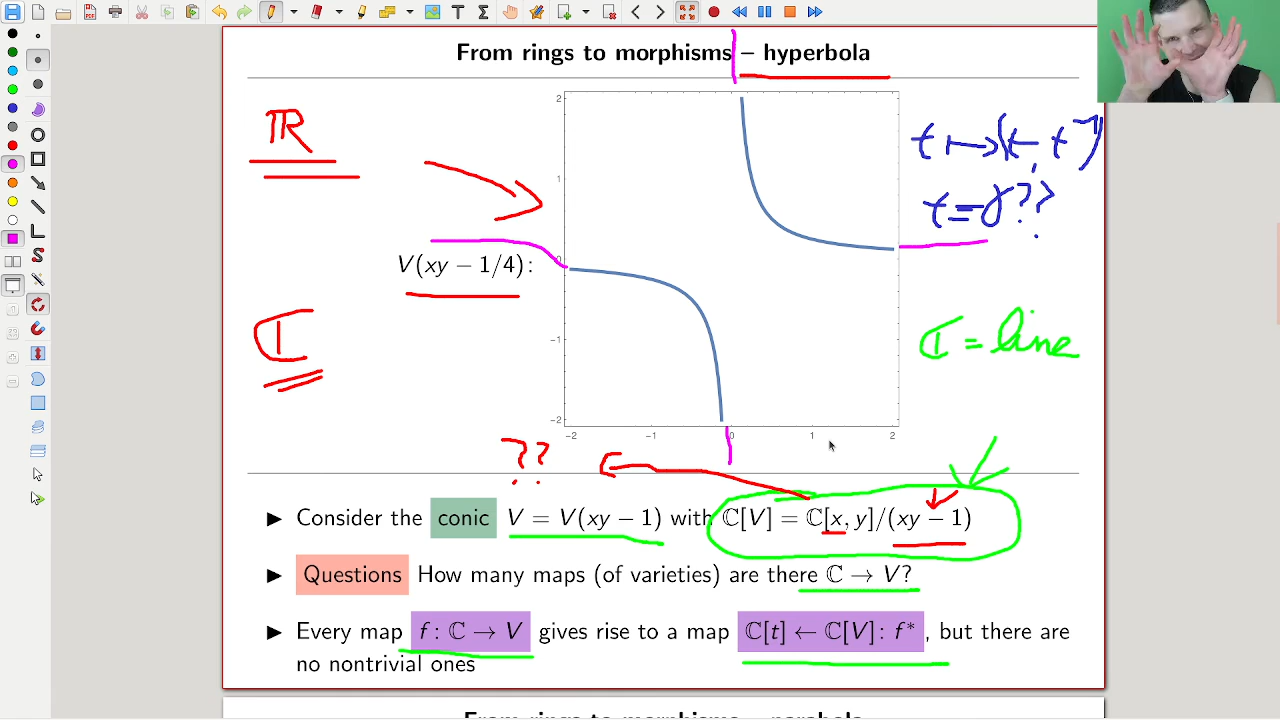 From rings to morphisms – hyperbola
ℝ
t ↦ (t, t⁻¹)
t = 0??
V(xy − 1/4):
ℂ
ℂ = line
2
1
0
−1
−2
−2 −1 0 1 2
??
▶ Consider the conic V = V(xy − 1) with ℂ[V] = ℂ[x, y]/(xy − 1)
▶ Questions How many maps (of varieties) are there ℂ → V?
▶ Every map f: ℂ → V gives rise to a map ℂ[t] ← ℂ[V]: f*, but there are
no nontrivial ones
From rings to morphisms – parabola